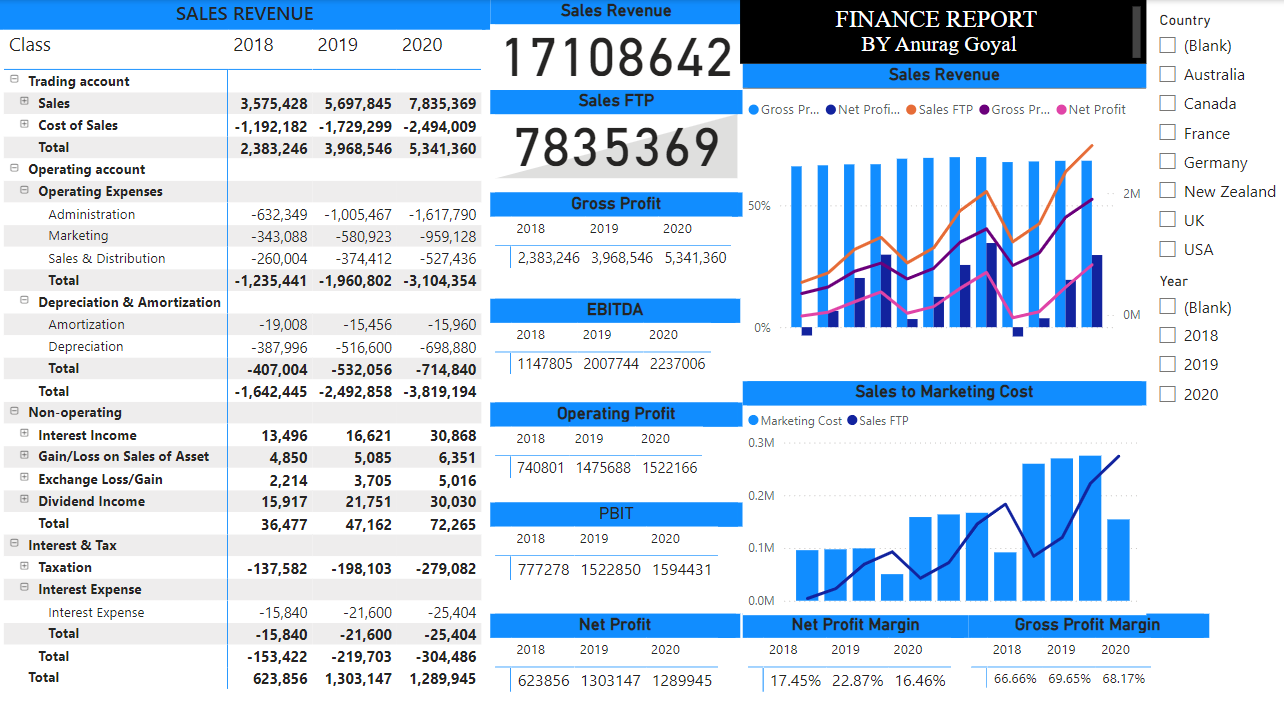 SALES REVENUE
Class 2018 2019 2020
Trading account
Sales 3,575,428 5,697,845 7,835,369
Cost of Sales -1,192,182 -1,729,299 -2,494,009
Total 2,383,246 3,968,546 5,341,360
Operating account
Operating Expenses
Administration -632,349 -1,005,467 -1,617,790
Marketing -343,088 -580,923 -959,128
Sales & Distribution -260,004 -374,412 -527,436
Total -1,235,441 -1,960,802 -3,104,354
Depreciation & Amortization
Amortization -19,008 -15,456 -15,960
Depreciation -387,996 -516,600 -698,880
Total -407,004 -532,056 -714,840
Total -1,642,445 -2,492,858 -3,819,194
Non-operating
Interest Income 13,496 16,621 30,868
Gain/Loss on Sales of Asset 4,850 5,085 6,351
Exchange Loss/Gain 2,214 3,705 5,016
Dividend Income 15,917 21,751 30,030
Total 36,477 47,162 72,265
Interest & Tax
Taxation -137,582 -198,103 -279,082
Interest Expense
Interest Expense -15,840 -21,600 -25,404
Total -15,840 -21,600 -25,404
Total -153,422 -219,703 -304,486
Total 623,856 1,303,147 1,289,945
Sales Revenue
17108642
Sales FTP
7835369
Gross Profit
2018 2019 2020
2,383,246 3,968,546 5,341,360
EBITDA
2018 2019 2020
1147805 2007744 2237006
Operating Profit
2018 2019 2020
740801 1475688 1522166
PBIT
2018 2019 2020
777278 1522850 1594431
Net Profit
2018 2019 2020
623856 1303147 1289945
FINANCE REPORT
BY Anurag Goyal
Sales Revenue
Gross Pr... Net Profi... Sales FTP Gross Pr... Net Profit
50%
0%
2M
0M
Sales to Marketing Cost
Marketing Cost Sales FTP
0.3M
0.2M
0.1M
0.0M
Net Profit Margin
2018 2019 2020
17.45% 22.87% 16.46%
Gross Profit Margin
2018 2019 2020
66.66% 69.65% 68.17%
Country
(Blank)
Australia
Canada
France
Germany
New Zealand
UK
USA
Year
(Blank)
2018
2019
2020